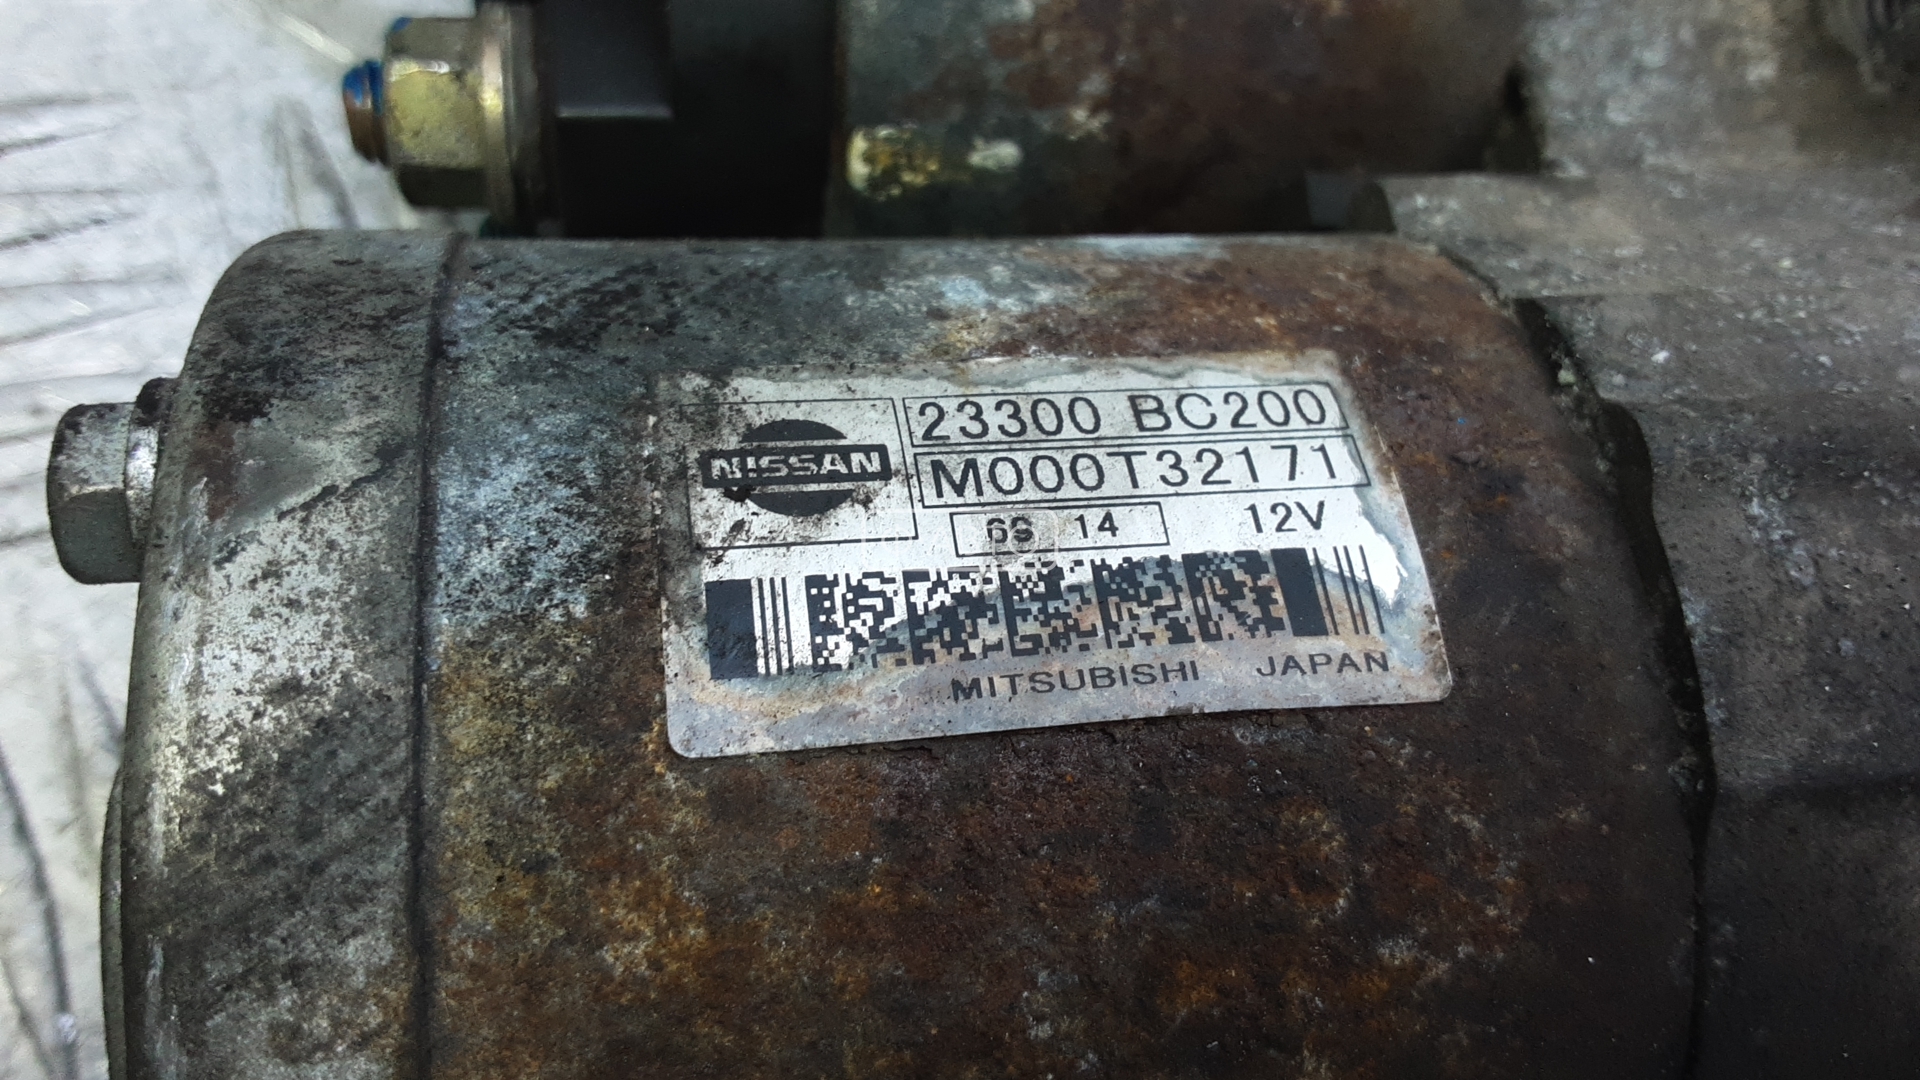 NISSAN
23300 BC200
M000T32171
6S 14 12V
MITSUBISHI JAPAN